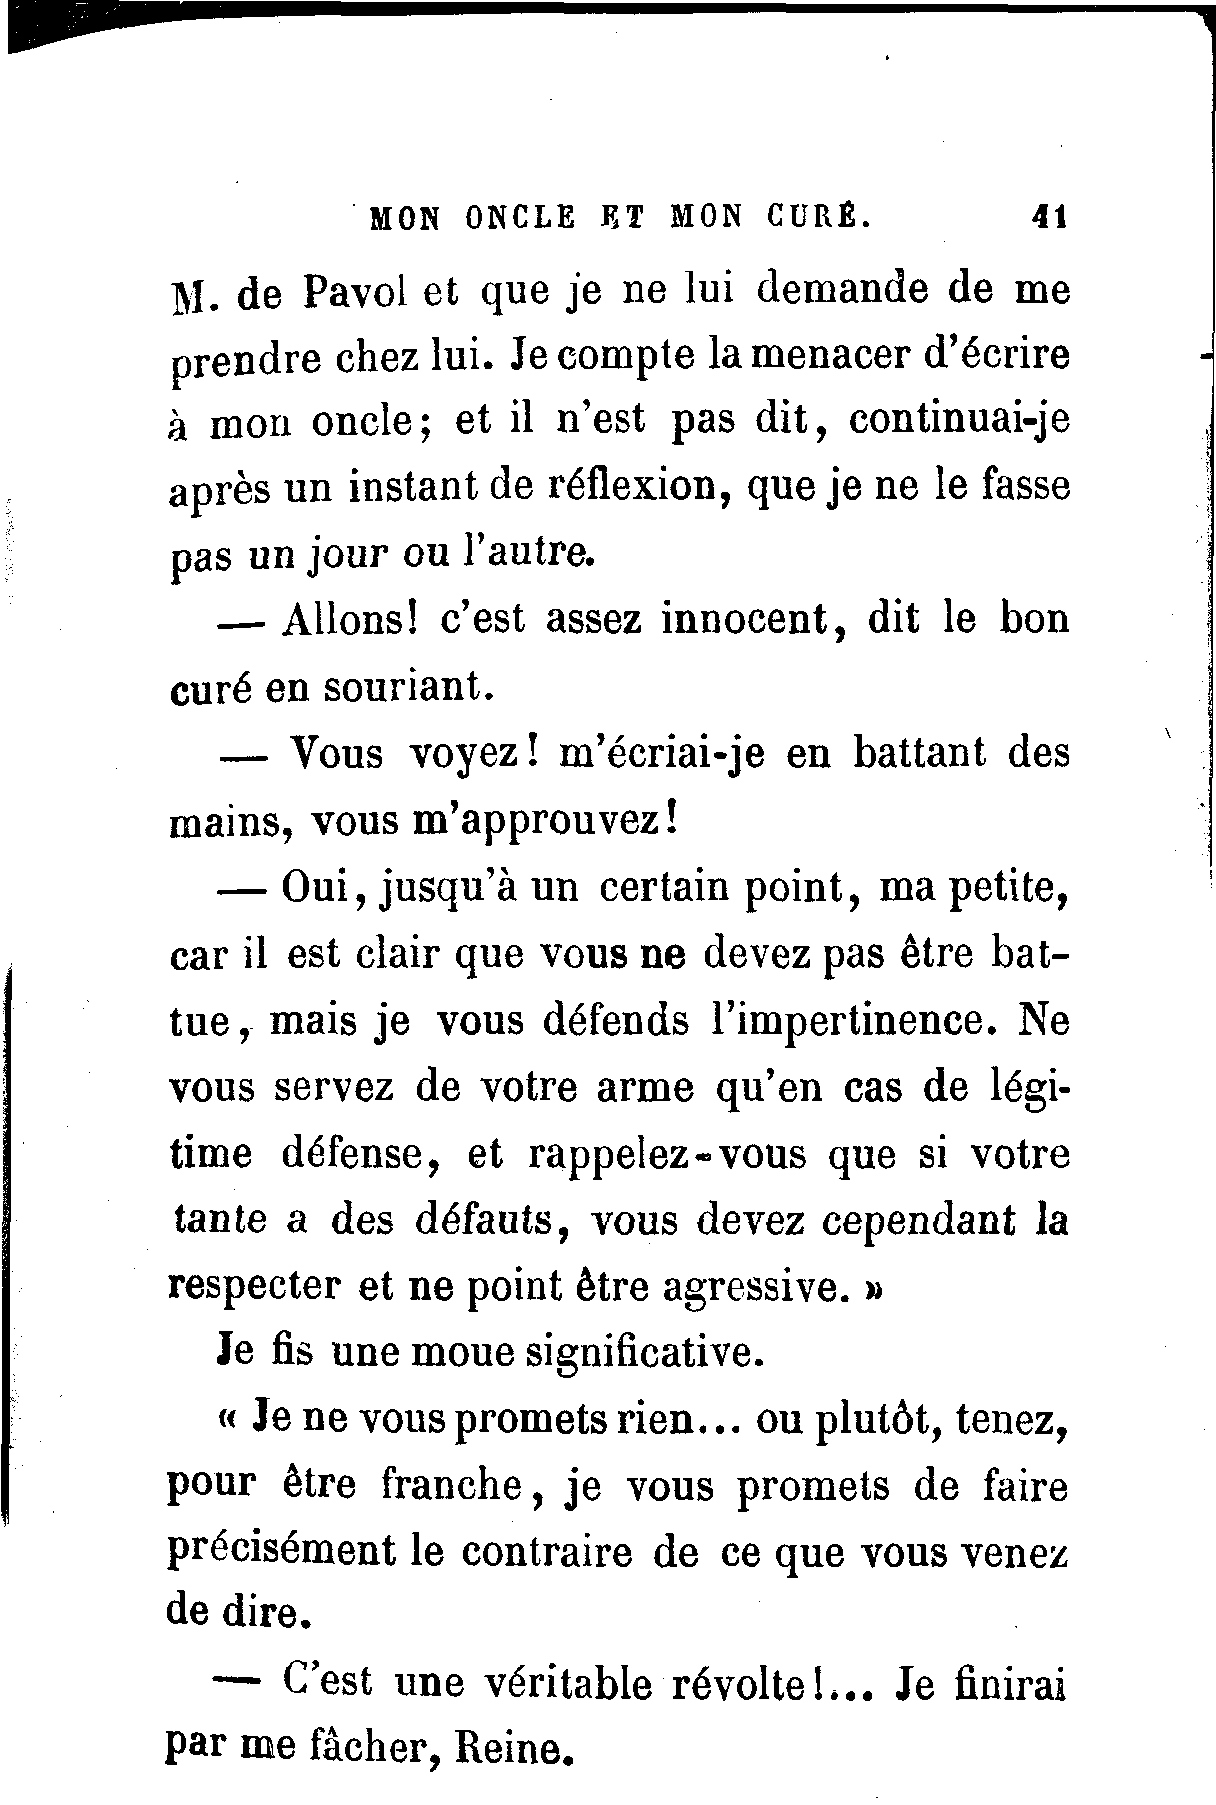 MON ONCLE ET MON CURÉ. 41
M. de Pavol et que je ne lui demande de me
prendre chez lui. Je compte la menacer d'écrire
à mon oncle; et il n'est pas dit, continuai-je
après un instant de réflexion, que je ne le fasse
pas un jour ou l'autre.
— Allons! c'est assez innocent, dit le bon
curé en souriant.
— Vous voyez! m'écriai-je en battant des
mains, vous m'approuvez!
— Oui, jusqu'à un certain point, ma petite,
car il est clair que vous ne devez pas être bat-
tue, mais je vous défends l'impertinence. Ne
vous servez de votre arme qu'en cas de légi-
time défense, et rappelez-vous que si votre
tante a des défauts, vous devez cependant la
respecter et ne point être agressive. »
Je fis une moue significative.
« Je ne vous promets rien... ou plutôt, tenez,
pour être franche, je vous promets de faire
précisément le contraire de ce que vous venez
de dire.
— C'est une véritable révolte!... Je finirai
par me fâcher, Reine.